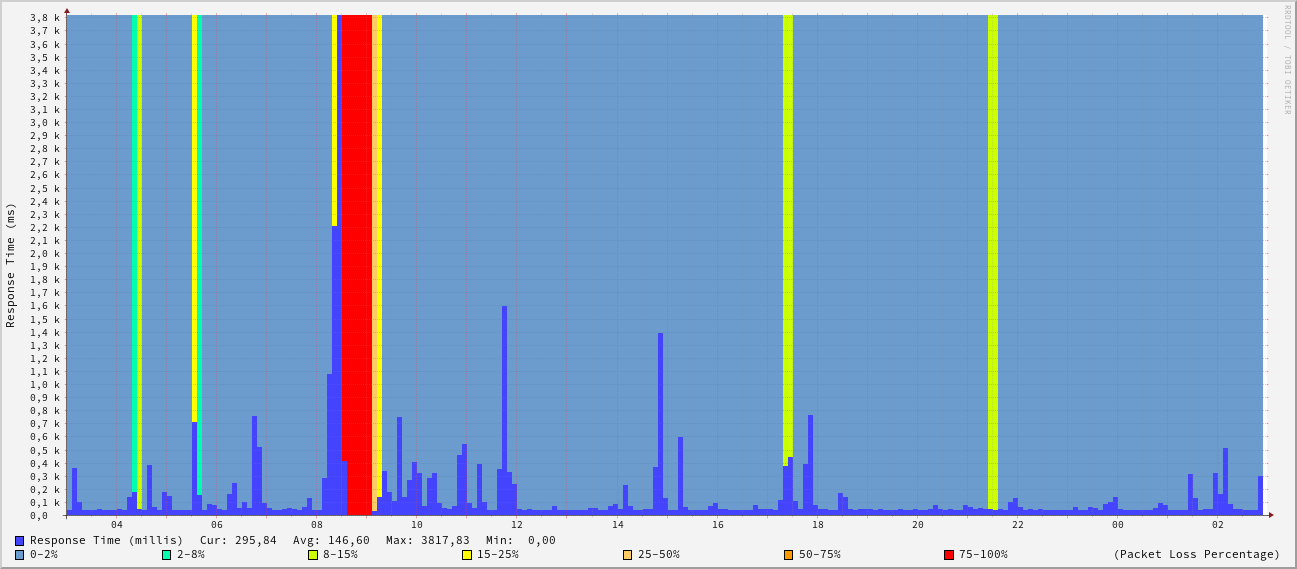 RRDTOOL / TOBI OETIKER
Response Time (ms)
3,8 k
3,7 k
3,6 k
3,5 k
3,4 k
3,3 k
3,2 k
3,1 k
3,0 k
2,9 k
2,8 k
2,7 k
2,6 k
2,5 k
2,4 k
2,3 k
2,2 k
2,1 k
2,0 k
1,9 k
1,8 k
1,7 k
1,6 k
1,5 k
1,4 k
1,3 k
1,2 k
1,1 k
1,0 k
0,9 k
0,8 k
0,7 k
0,6 k
0,5 k
0,4 k
0,3 k
0,2 k
0,1 k
0,0
04 06 08 10 12 14 16 18 20 22 00 02
Response Time (millis) Cur: 295,84 Avg: 146,60 Max: 3817,83 Min: 0,00
0-2% 2-8% 8-15% 15-25% 25-50% 50-75% 75-100% (Packet Loss Percentage)